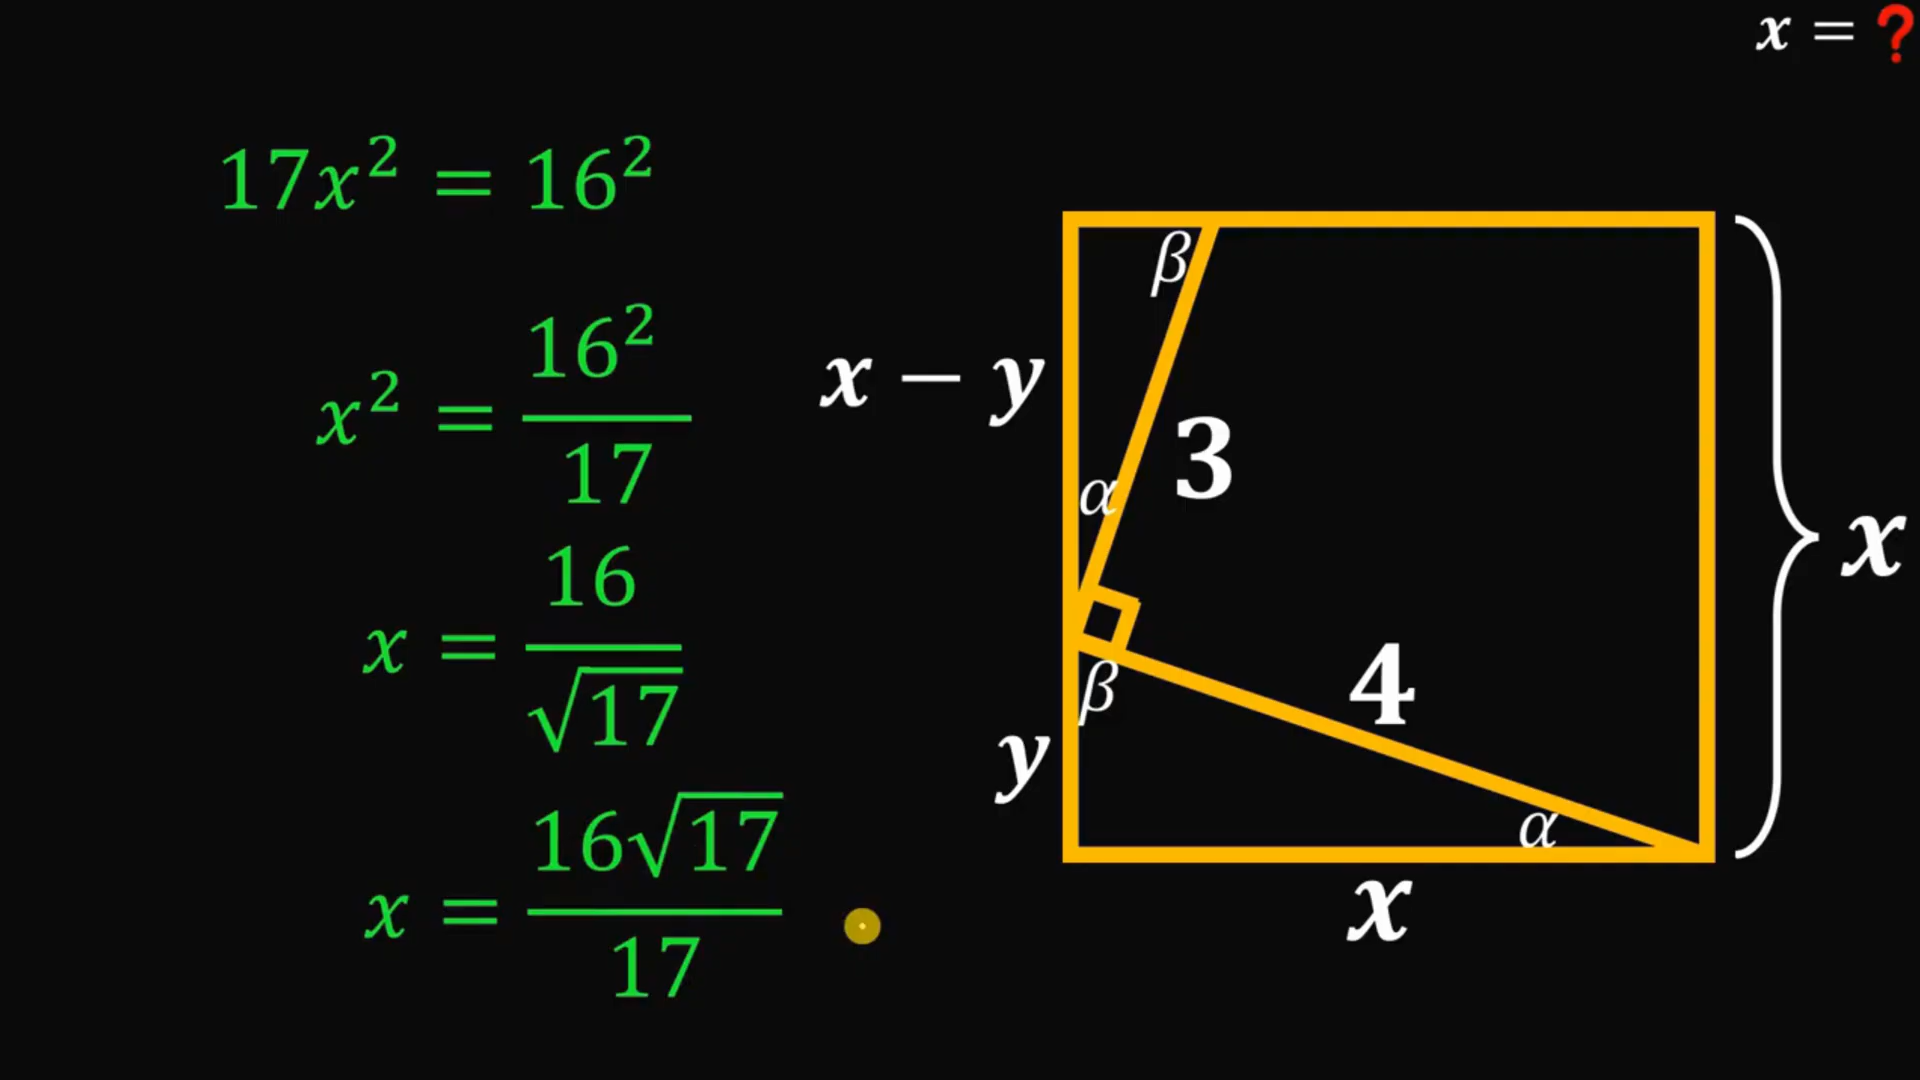 x = ❓
17x² = 16²
x² = 16²/17
x = 16/√17
x = 16√17/17
β
x − y
3
α
x
4
β
y
α
x